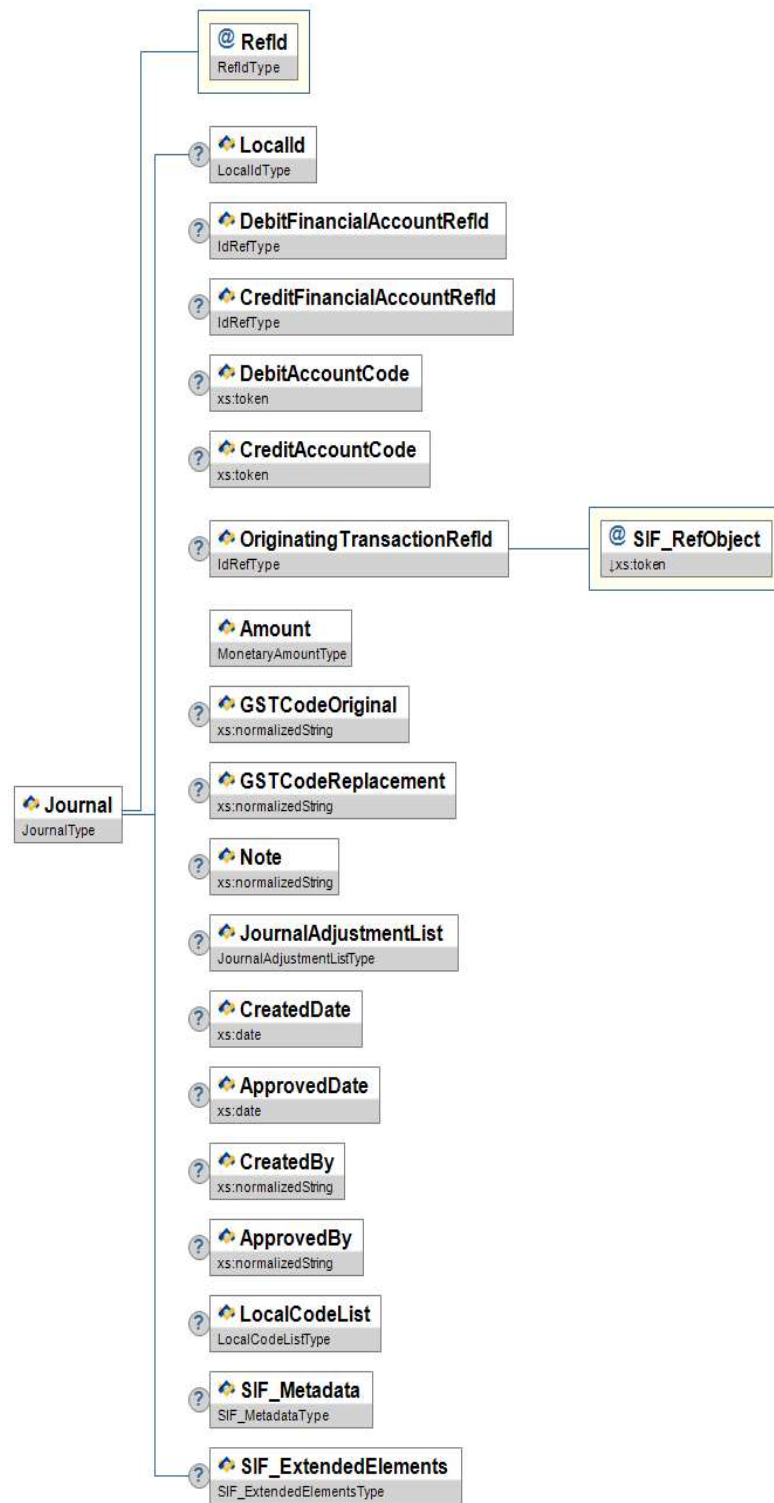 @ RefId
RefIdType
? LocalId
LocalIdType
? DebitFinancialAccountRefId
IdRefType
? CreditFinancialAccountRefId
IdRefType
? DebitAccountCode
xs:token
? CreditAccountCode
xs:token
? OriginatingTransactionRefId
IdRefType
@ SIF_RefObject
↓xs:token
Amount
MonetaryAmountType
? GSTCodeOriginal
xs:normalizedString
? GSTCodeReplacement
xs:normalizedString
Journal
JournalType
? Note
xs:normalizedString
? JournalAdjustmentList
JournalAdjustmentListType
? CreatedDate
xs:date
? ApprovedDate
xs:date
? CreatedBy
xs:normalizedString
? ApprovedBy
xs:normalizedString
? LocalCodeList
LocalCodeListType
? SIF_Metadata
SIF_MetadataType
? SIF_ExtendedElements
SIF_ExtendedElementsType